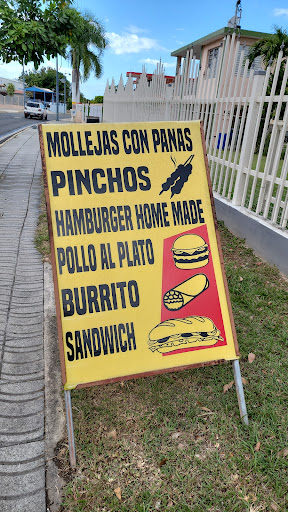 MOLLEJAS CON PANAS
PINCHOS
HAMBURGER HOME MADE
POLLO AL PLATO
BURRITO
SANDWICH